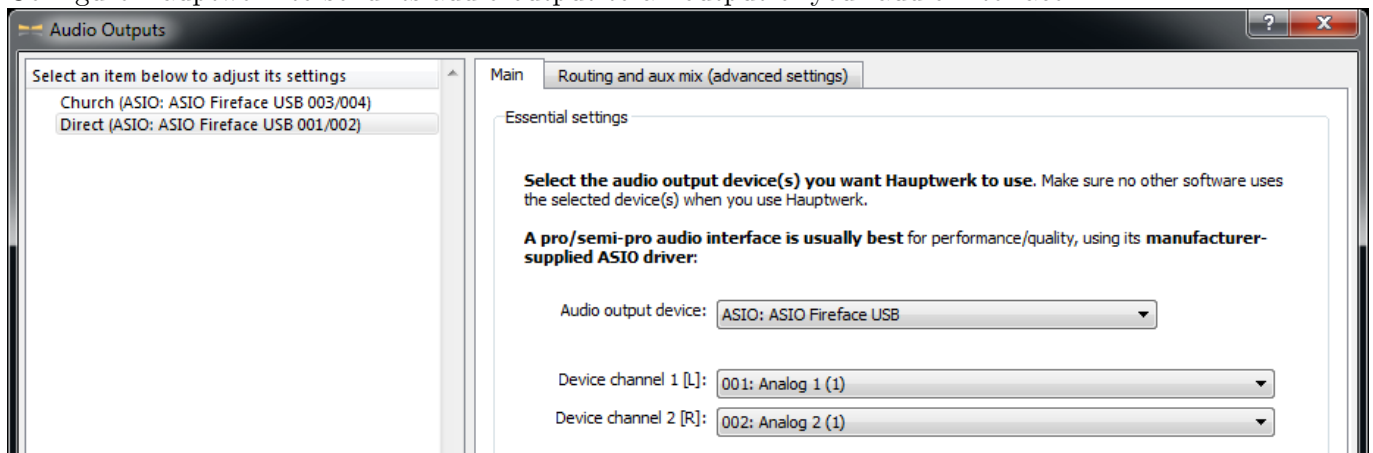 Audio Outputs
? X
Select an item below to adjust its settings
Church (ASIO: ASIO Fireface USB 003/004)
Direct (ASIO: ASIO Fireface USB 001/002)
Main Routing and aux mix (advanced settings)
Essential settings
Select the audio output device(s) you want Hauptwerk to use. Make sure no other software uses
the selected device(s) when you use Hauptwerk.
A pro/semi-pro audio interface is usually best for performance/quality, using its manufacturer-
supplied ASIO driver:
Audio output device: ASIO: ASIO Fireface USB
Device channel 1 [L]: 001: Analog 1 (1)
Device channel 2 [R]: 002: Analog 2 (1)